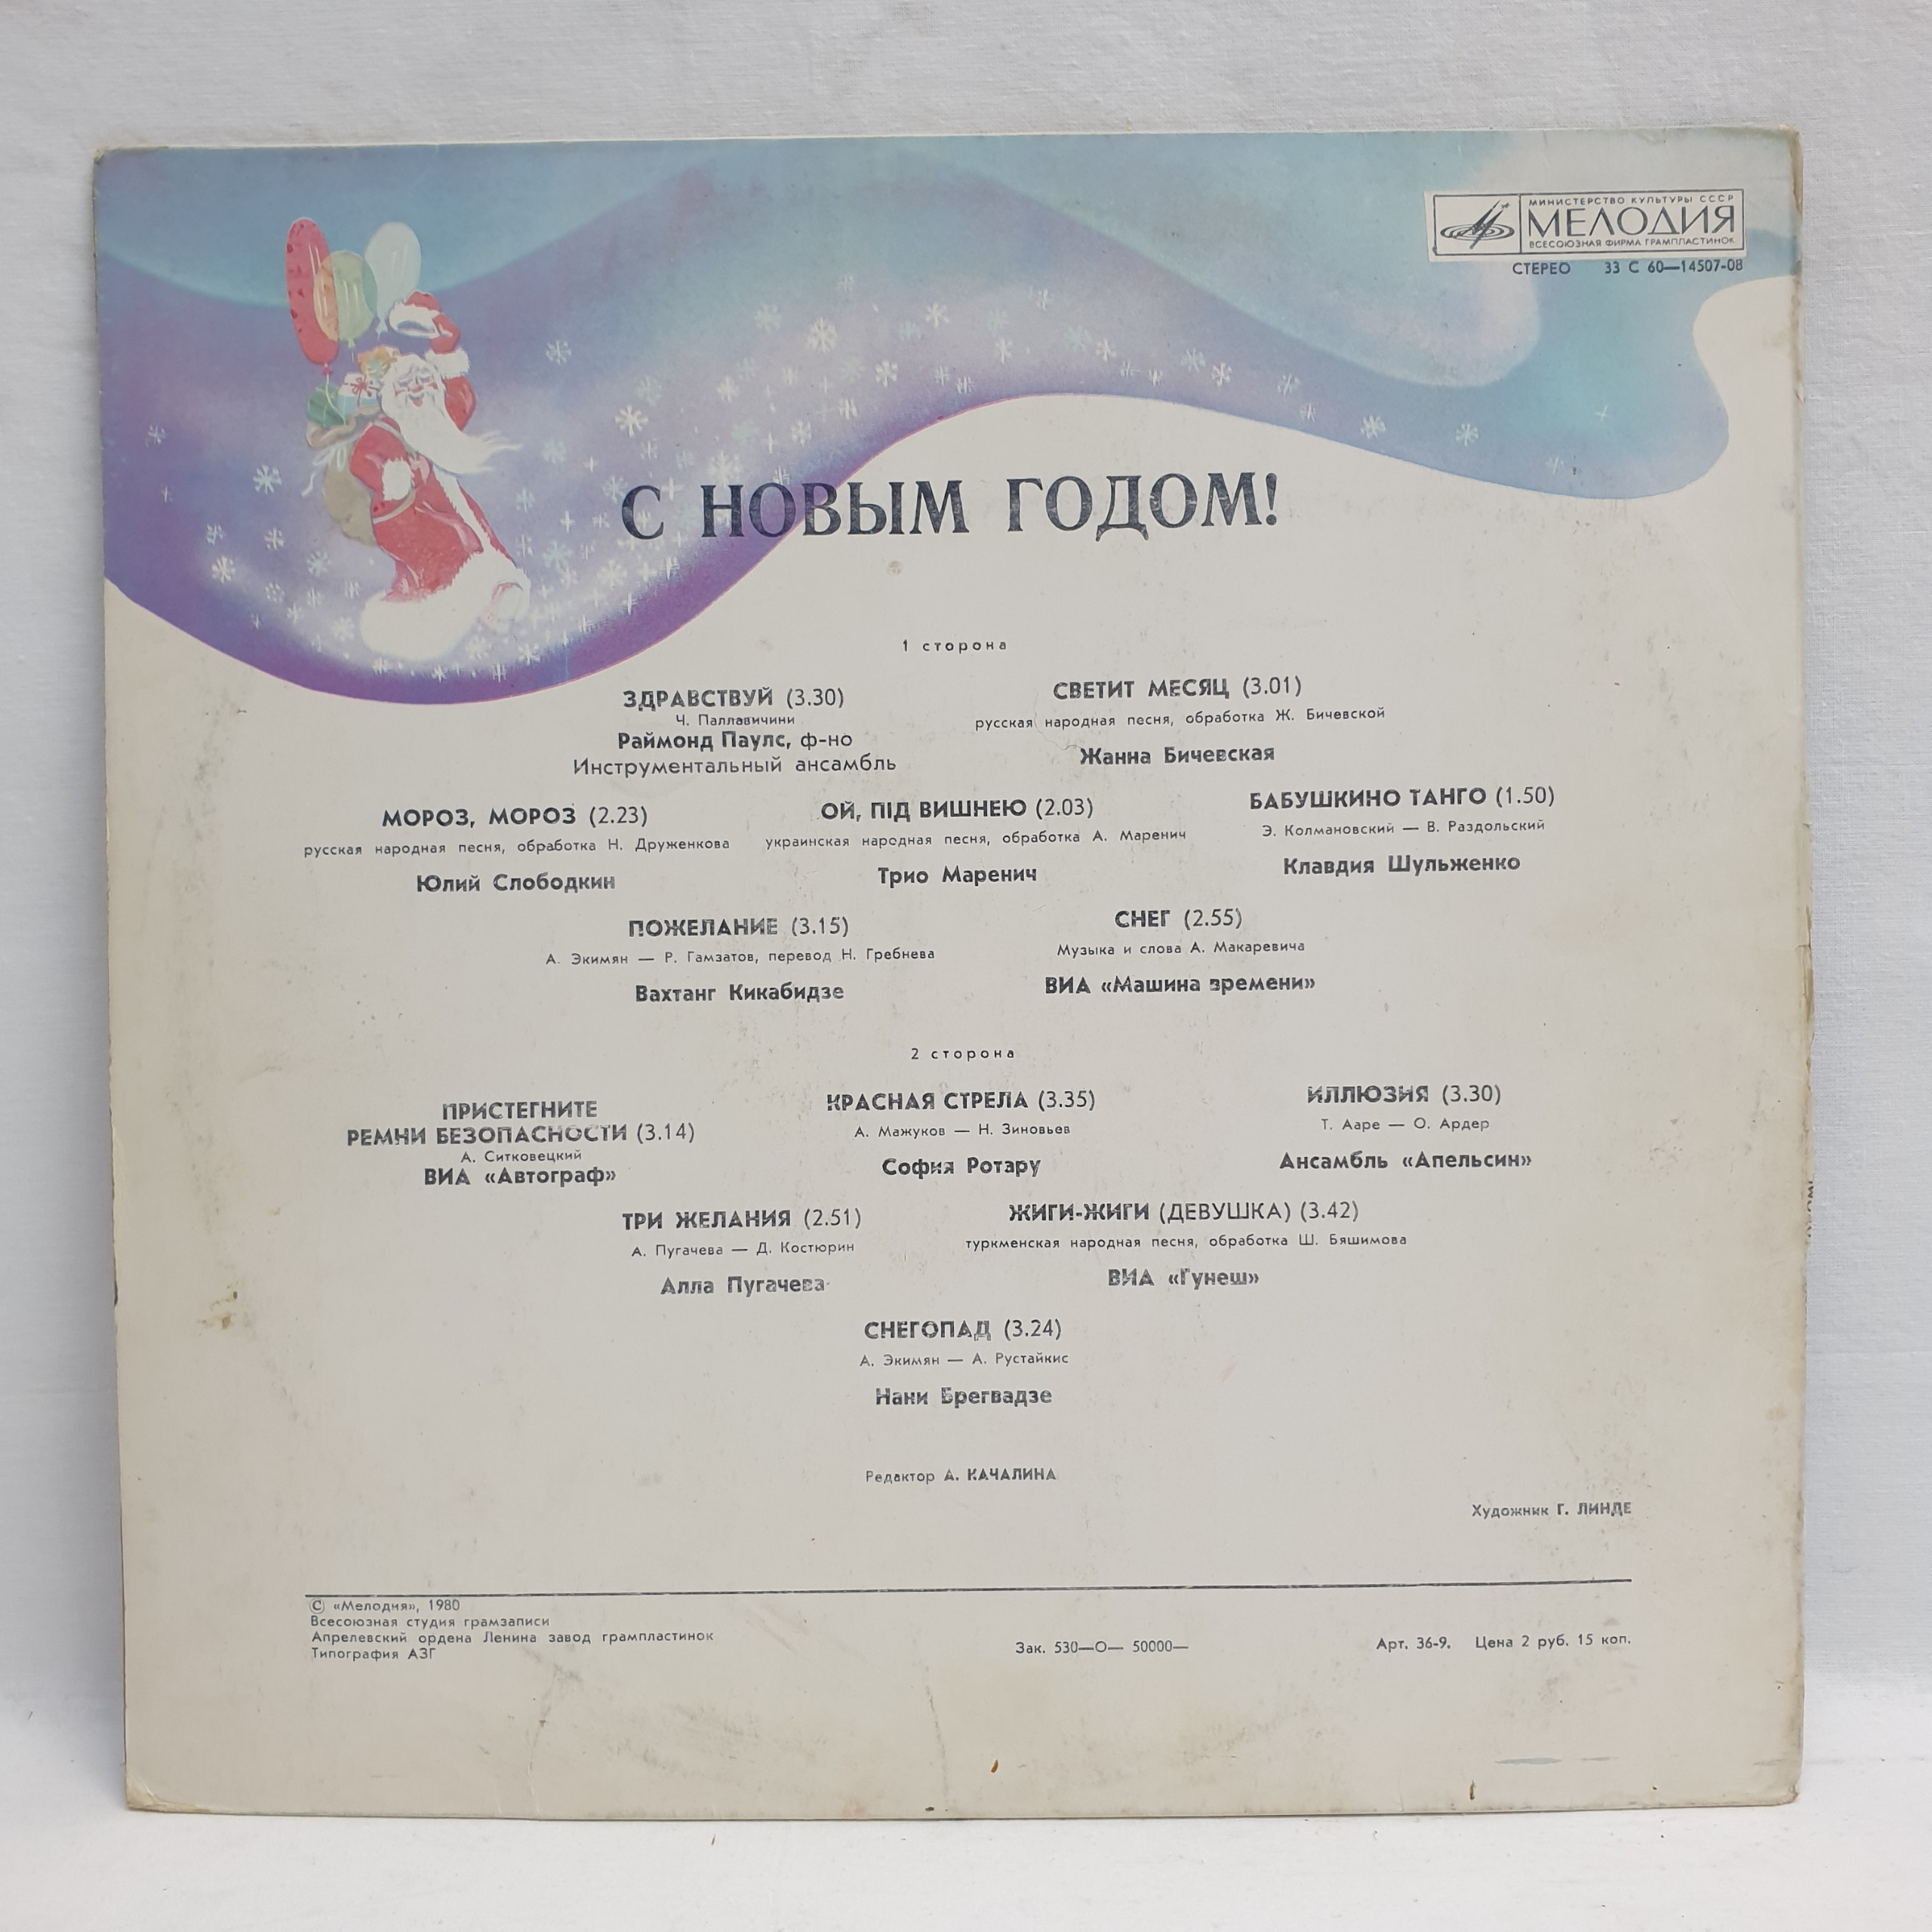 МИНИСТЕРСТВО КУЛЬТУРЫ СССР
МЕЛОДИЯ
ВСЕСОЮЗНАЯ ФИРМА ГРАМПЛАСТИНОК
СТЕРЕО 33 С 60—14507-08
С НОВЫМ ГОДОМ!
1 сторона
ЗДРАВСТВУЙ (3.30)
Ч. Паллавичини
Раймонд Паулс, ф-но
Инструментальный ансамбль
СВЕТИТ МЕСЯЦ (3.01)
русская народная песня, обработка Ж. Бичевской
Жанна Бичевская
МОРОЗ, МОРОЗ (2.23)
русская народная песня, обработка Н. Друженкова
Юлий Слободкин
ОЙ, ПІД ВИШНЕЮ (2.03)
украинская народная песня, обработка А. Маренич
Трио Маренич
БАБУШКИНО ТАНГО (1.50)
Э. Колмановский — В. Раздольский
Клавдия Шульженко
ПОЖЕЛАНИЕ (3.15)
А. Экимян — Р. Гамзатов, перевод Н. Гребнева
Вахтанг Кикабидзе
СНЕГ (2.55)
Музыка и слова А. Макаревича
ВИА «Машина времени»
2 сторона
ПРИСТЕГНИТЕ
РЕМНИ БЕЗОПАСНОСТИ (3.14)
А. Ситковецкий
ВИА «Автограф»
КРАСНАЯ СТРЕЛА (3.35)
А. Мажуков — Н. Зиновьев
София Ротару
ИЛЛЮЗИЯ (3.30)
Т. Ааре — О. Ардер
Ансамбль «Апельсин»
ТРИ ЖЕЛАНИЯ (2.51)
А. Пугачева — Д. Костюрин
Алла Пугачева
ЖИГИ-ЖИГИ (ДЕВУШКА) (3.42)
туркменская народная песня, обработка Ш. Бяшимова
ВИА «Гунеш»
СНЕГОПАД (3.24)
А. Экимян — А. Рустайкис
Нани Брегвадзе
Редактор А. КАЧАЛИНА
Художник Г. ЛИНДЕ
© «Мелодия», 1980
Всесоюзная студия грамзаписи
Апрелевский ордена Ленина завод грампластинок
Типография АЗГ
Зак. 530—О— 50000—
Арт. 36-9. Цена 2 руб. 15 коп.